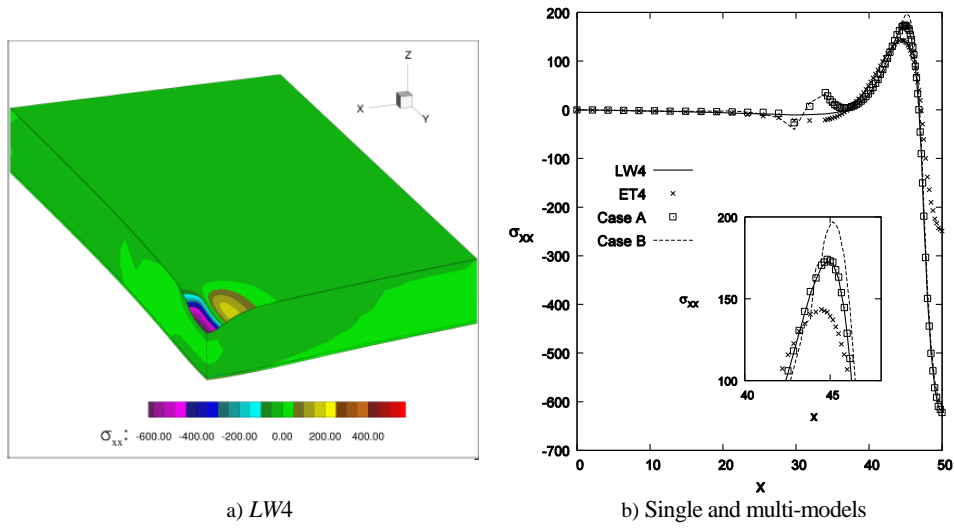 Z
X
Y
σxx: -600.00 -400.00 -200.00 0.00 200.00 400.00
a) LW4
200
100
0
-100
-200
-300
-400
-500
-600
-700
σxx
LW4
ET4
Case A
Case B
200
150
100
σxx
40 45
x
0 10 20 30 40 50
x
b) Single and multi-models